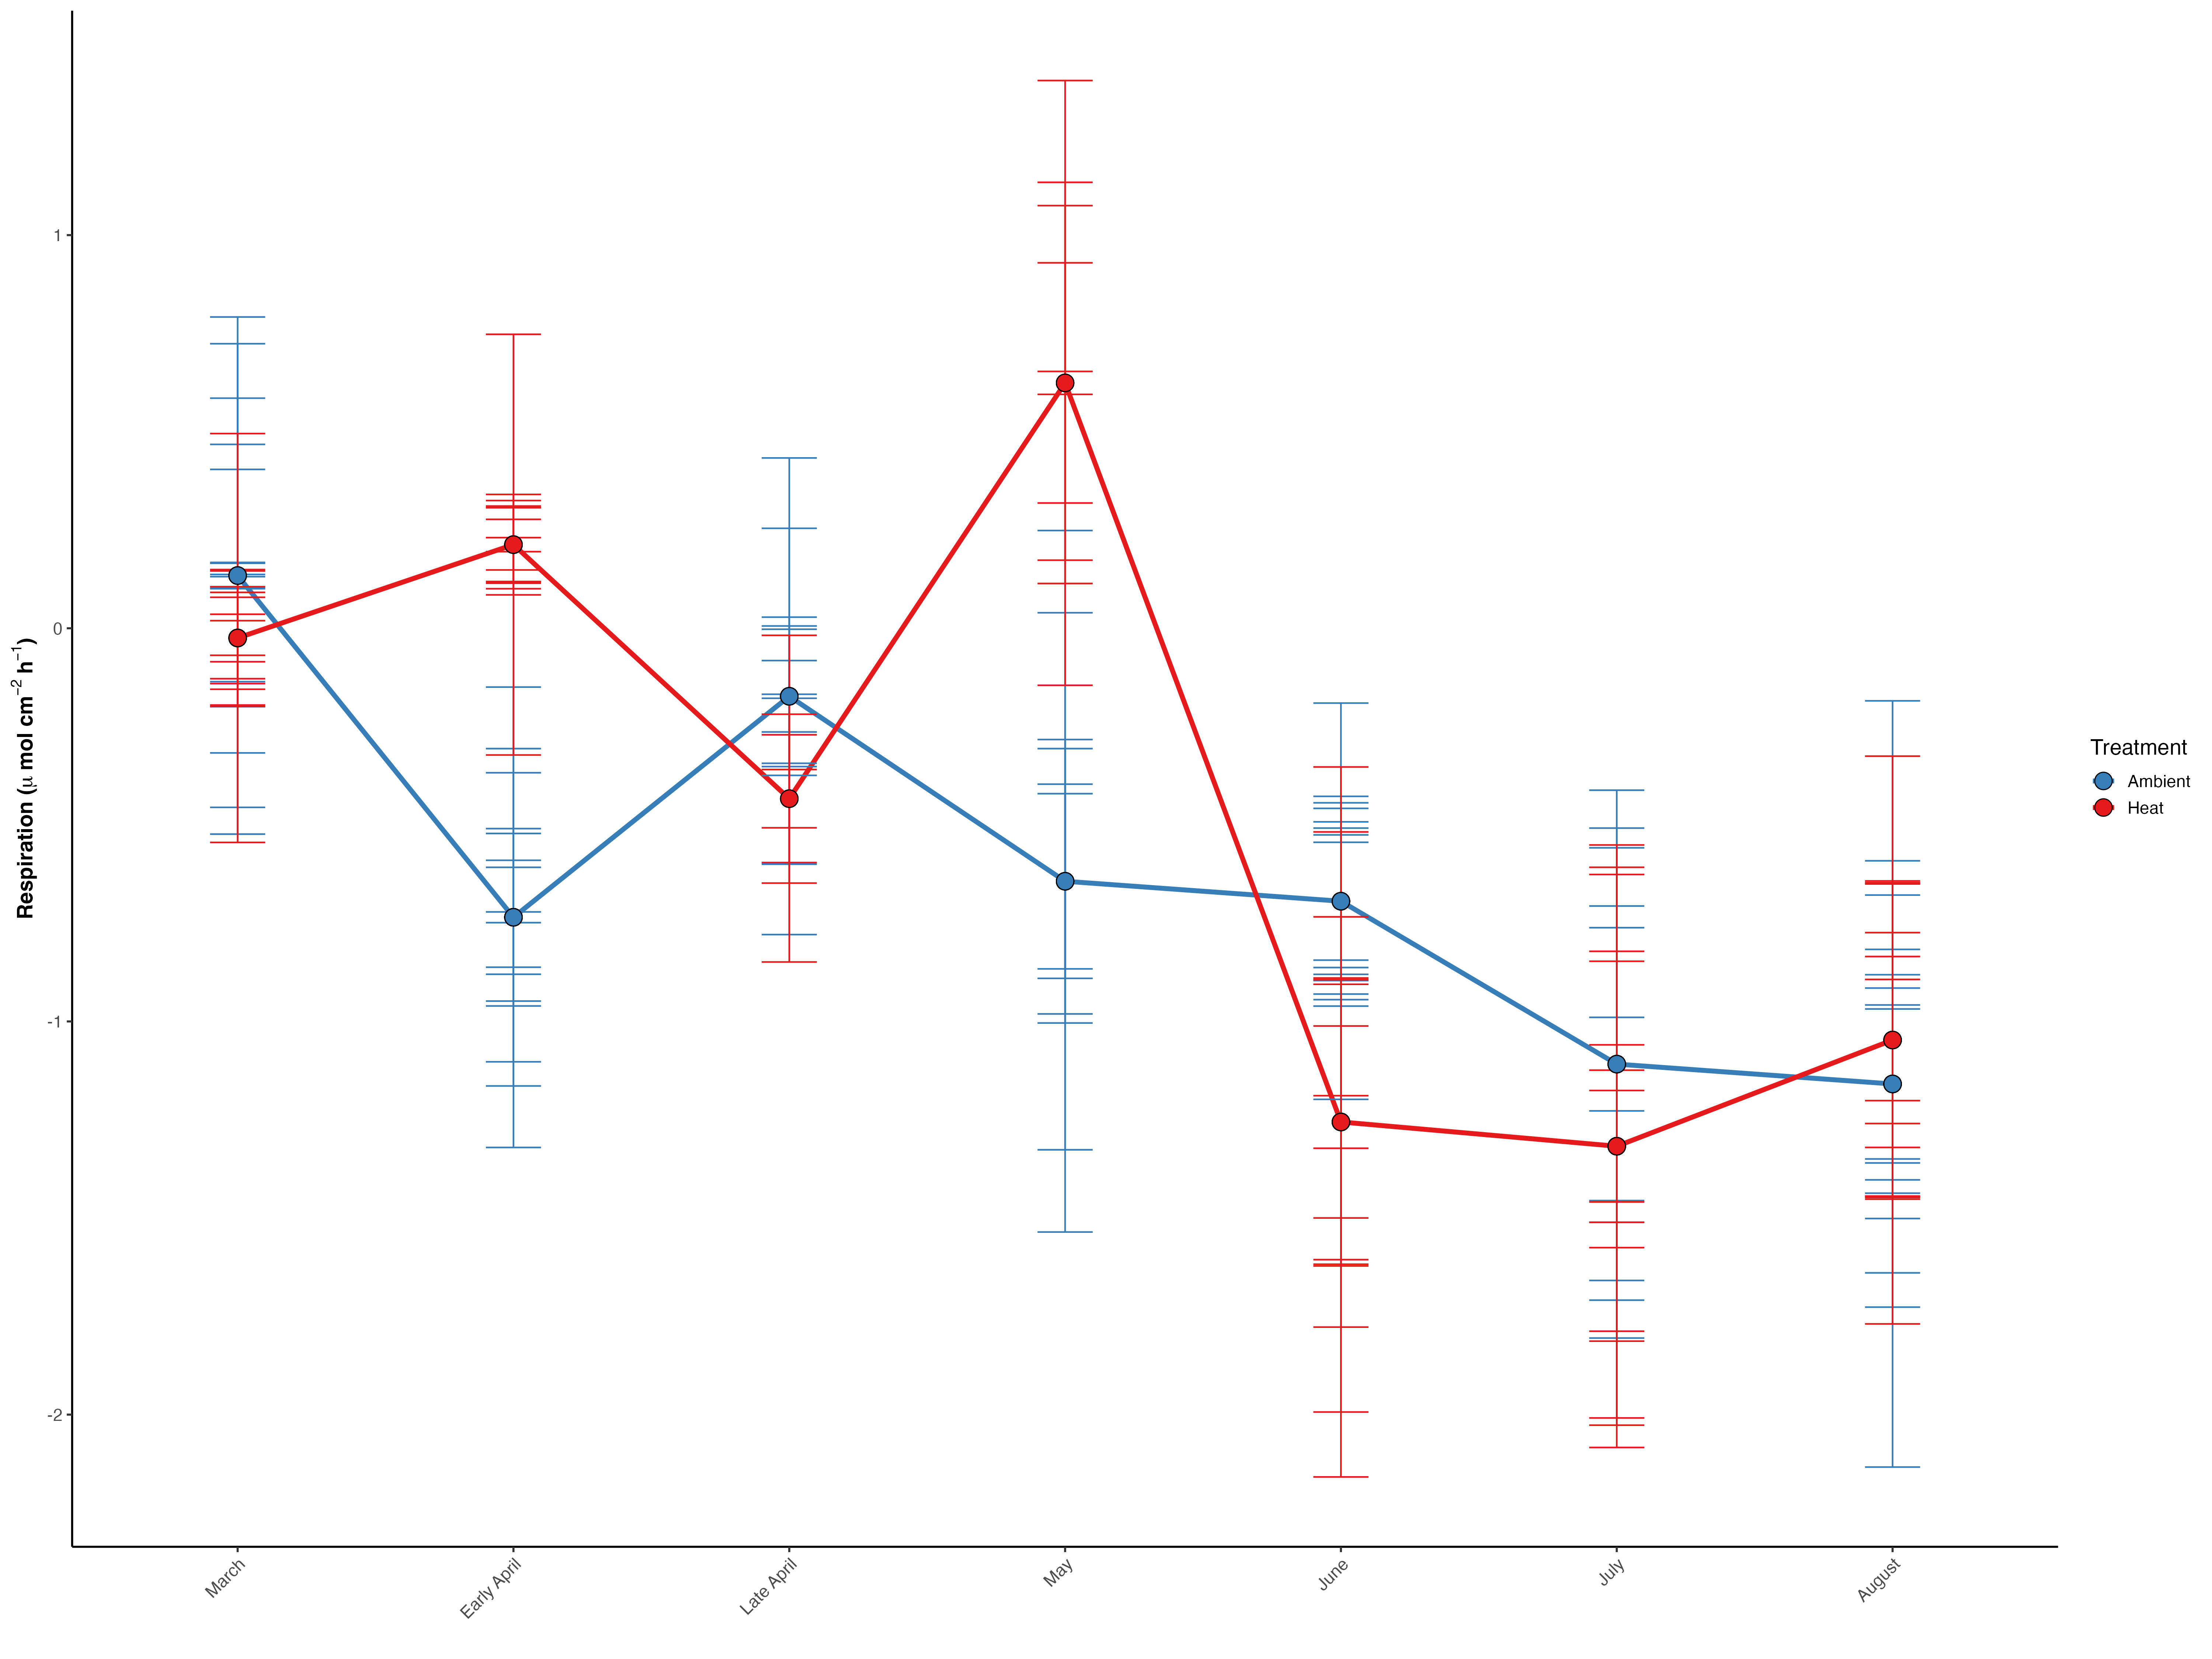 Respiration (μ mol cm⁻² h⁻¹)
1
0
-1
-2
March
Early April
Late April
May
June
July
August
Treatment
Ambient
Heat